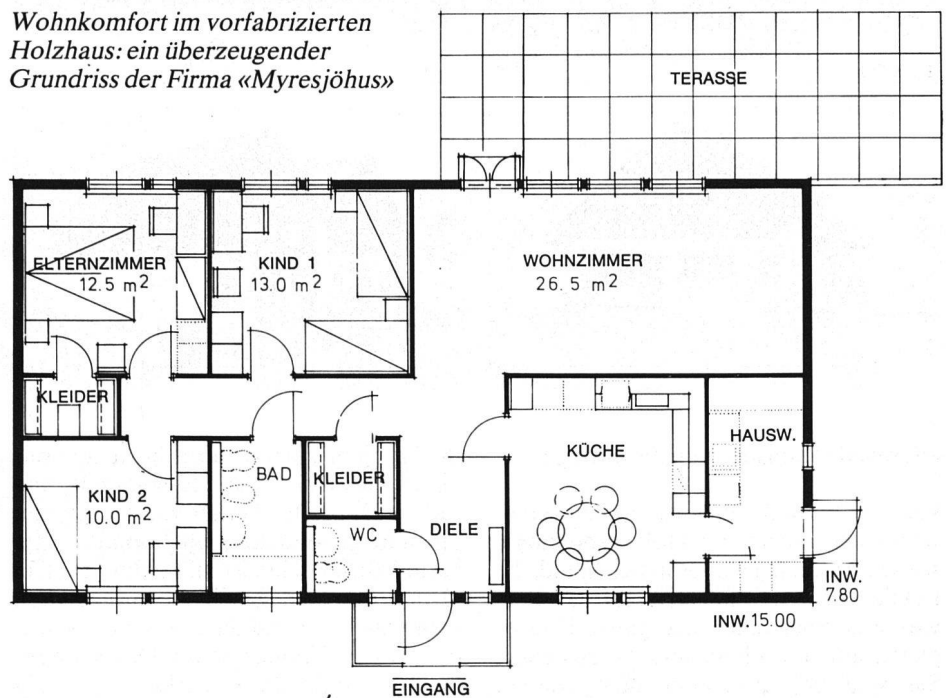 Wohnkomfort im vorfabrizierten
Holzhaus: ein überzeugender
Grundriss der Firma «Myresjöhus»
TERASSE
ELTERNZIMMER
12.5 m²
KIND 1
13.0 m²
WOHNZIMMER
26.5 m²
KLEIDER
KIND 2
10.0 m²
BAD
KLEIDER
WC
DIELE
KÜCHE
HAUSW.
INW.
7.80
INW. 15.00
EINGANG